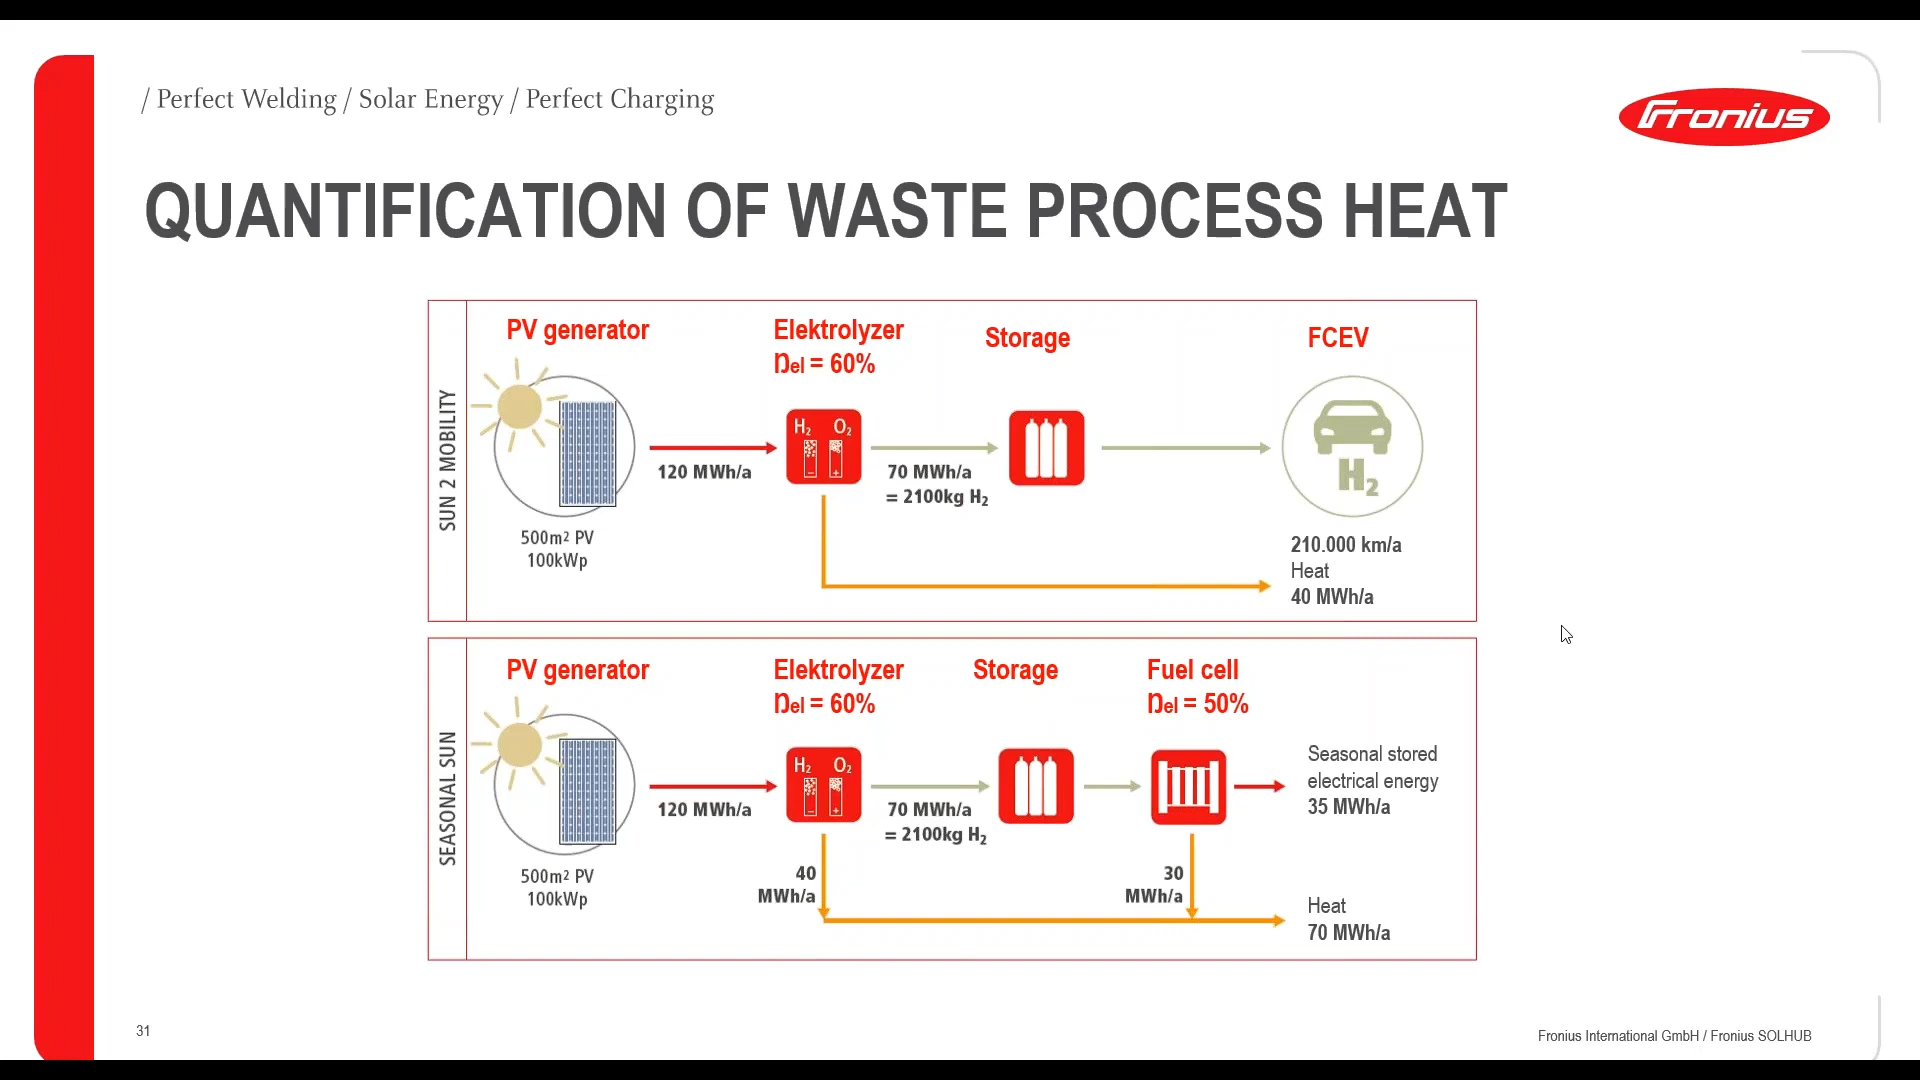 / Perfect Welding / Solar Energy / Perfect Charging
Fronius
QUANTIFICATION OF WASTE PROCESS HEAT
SUN 2 MOBILITY
PV generator
Elektrolyzer
ηel = 60%
Storage
FCEV
H₂ O₂
H₂
120 MWh/a
70 MWh/a
= 2100kg H₂
500m² PV
100kWp
210.000 km/a
Heat
40 MWh/a
SEASONAL SUN
PV generator
Elektrolyzer
ηel = 60%
Storage
Fuel cell
ηel = 50%
H₂ O₂
120 MWh/a
70 MWh/a
= 2100kg H₂
Seasonal stored
electrical energy
35 MWh/a
500m² PV
100kWp
40
MWh/a
30
MWh/a
Heat
70 MWh/a
31
Fronius International GmbH / Fronius SOLHUB